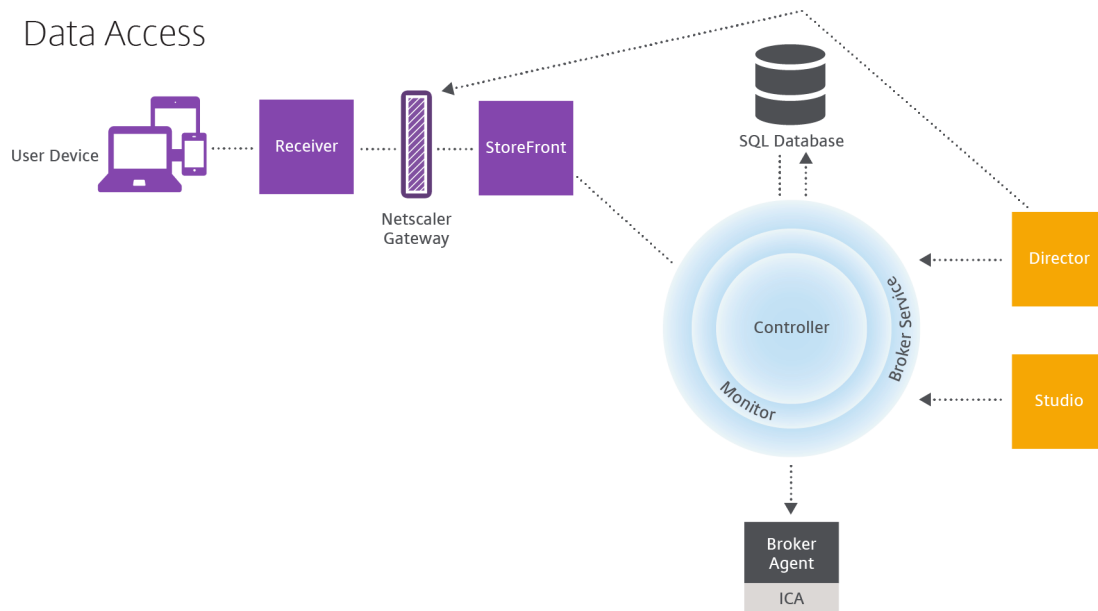 Data Access
User Device
Receiver
Netscaler
Gateway
StoreFront
SQL Database
Controller
Monitor
Broker Service
Director
Studio
Broker
Agent
ICA